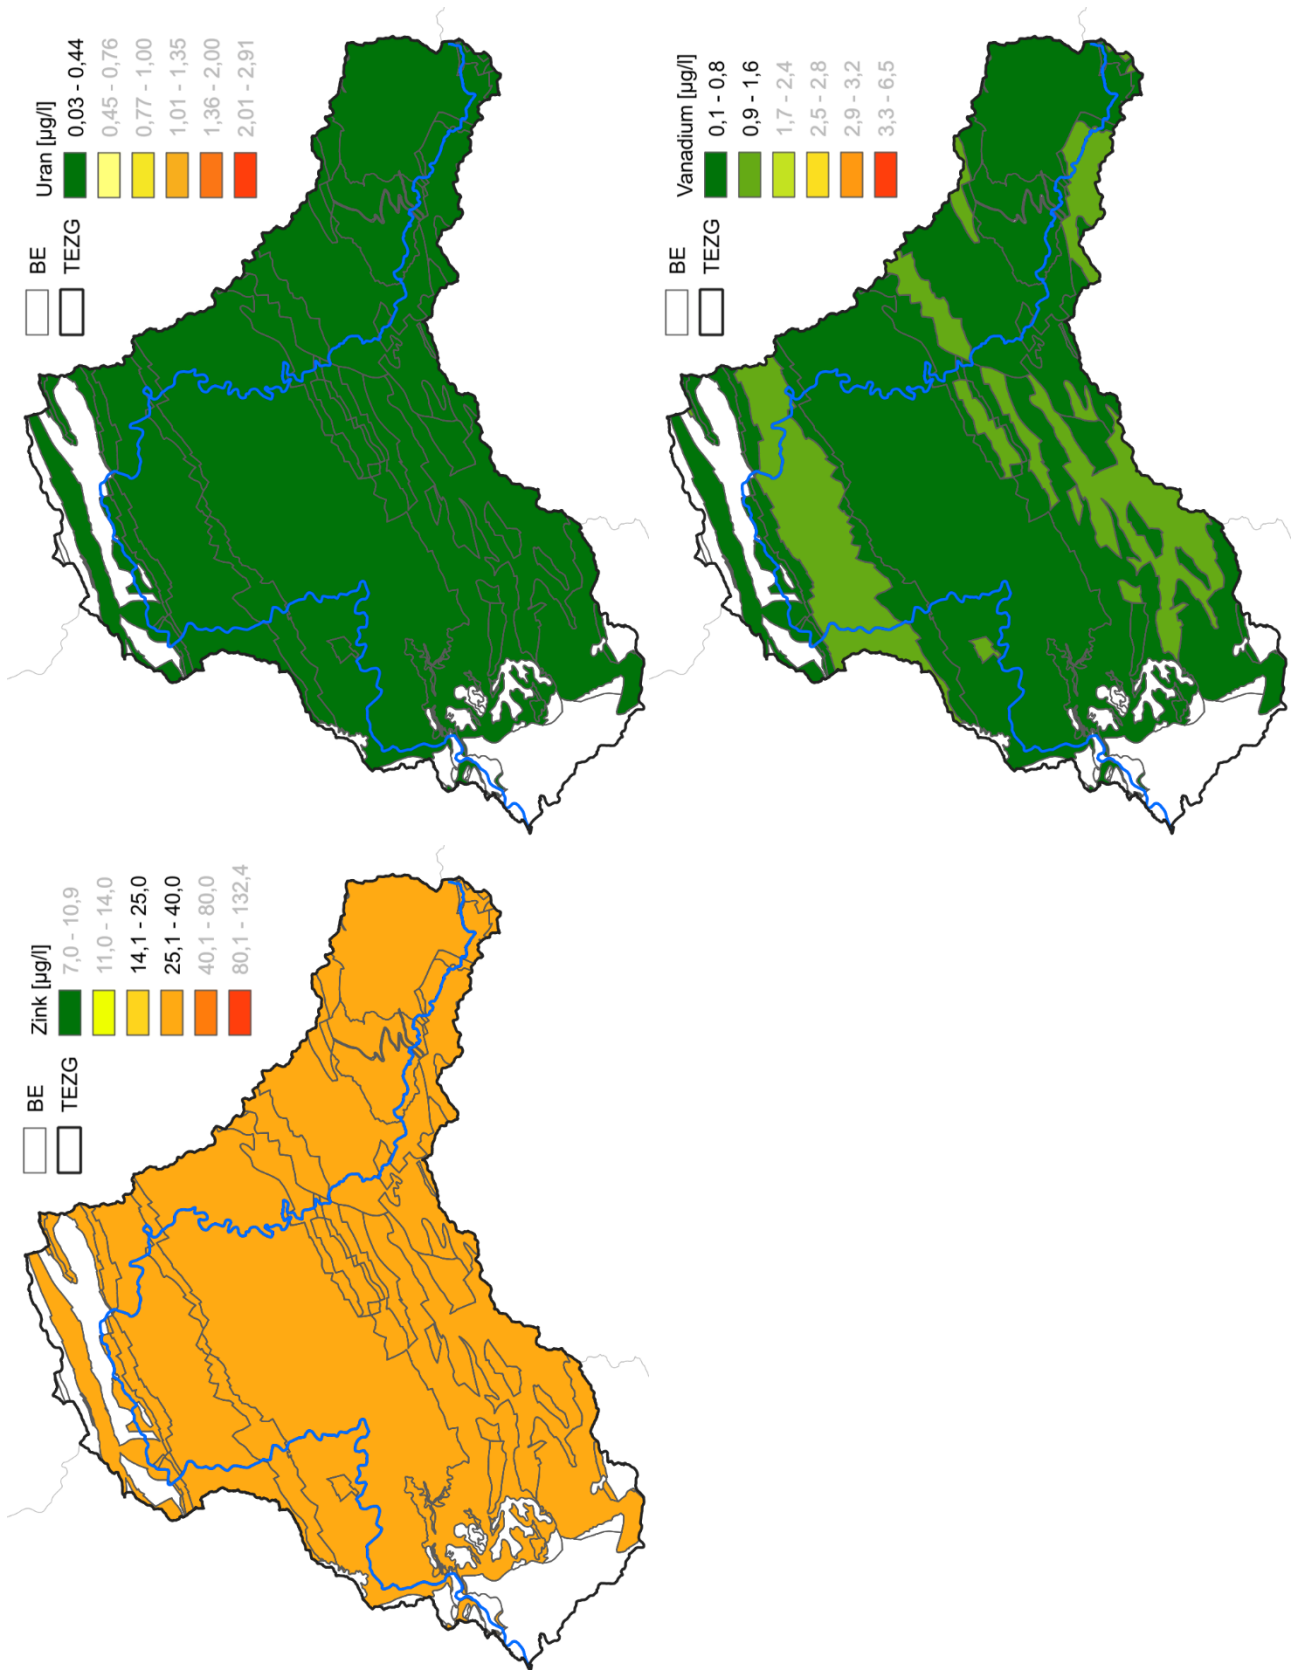 Zink [µg/l]
7,0 - 10,9
11,0 - 14,0
14,1 - 25,0
25,1 - 40,0
40,1 - 80,0
80,1 - 132,4
BE
TEZG
Uran [µg/l]
0,03 - 0,44
0,45 - 0,76
0,77 - 1,00
1,01 - 1,35
1,36 - 2,00
2,01 - 2,91
BE
TEZG
Vanadium [µg/l]
0,1 - 0,8
0,9 - 1,6
1,7 - 2,4
2,5 - 2,8
2,9 - 3,2
3,3 - 6,5
BE
TEZG